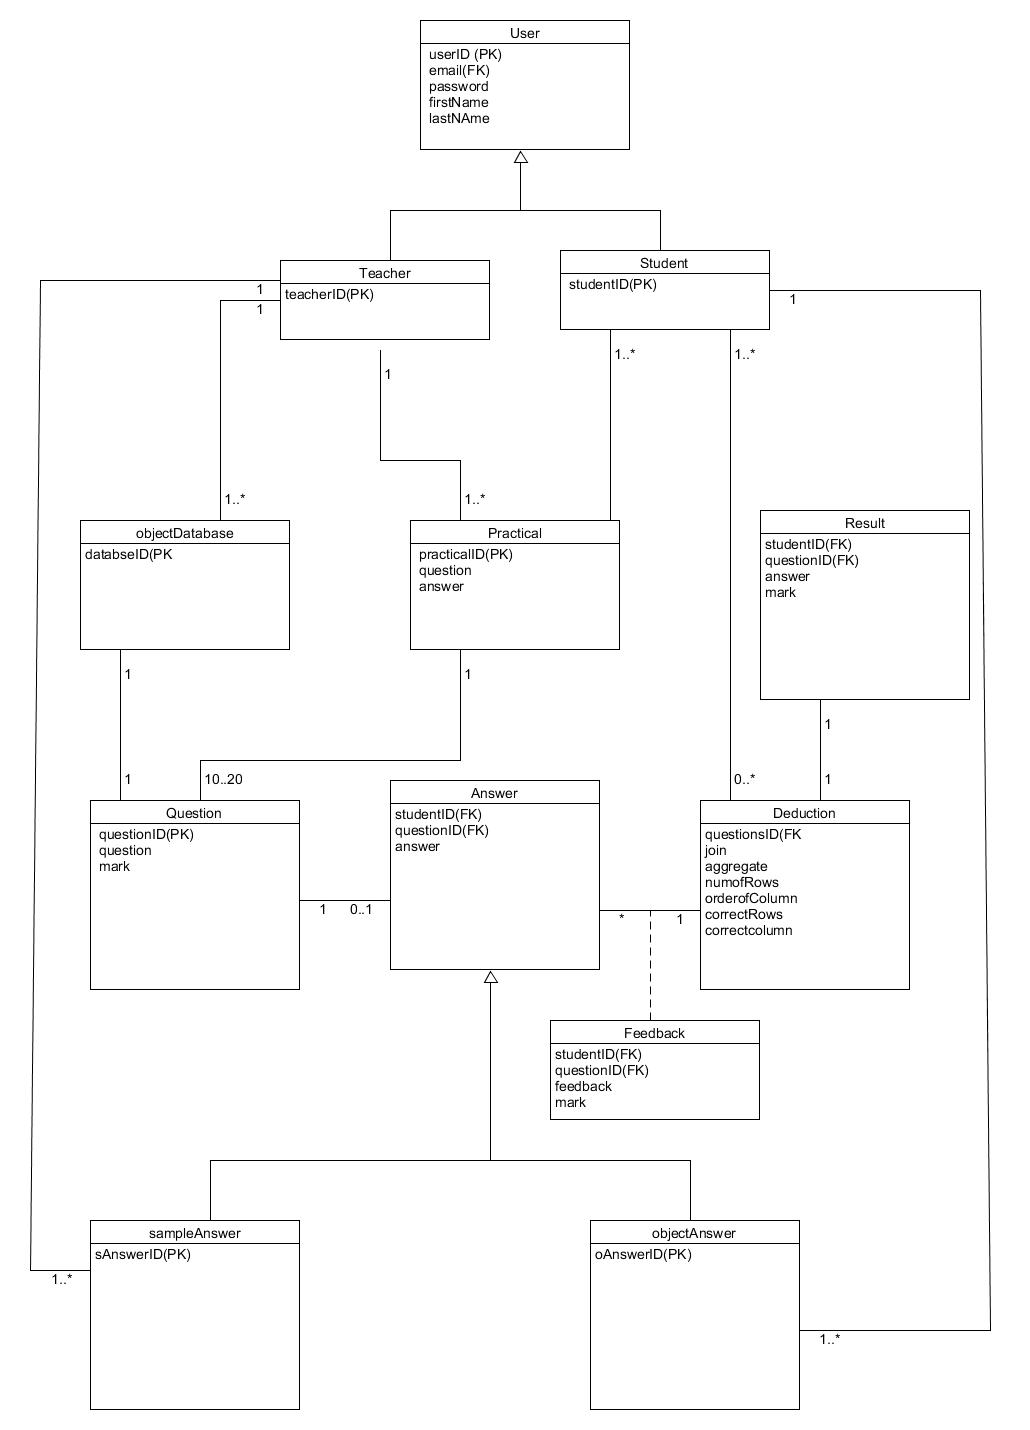 User
userID (PK)
email(FK)
password
firstName
lastNAme
Teacher
teacherID(PK)
Student
studentID(PK)
1
1
1
1
1..*
1..*
1..*
1..*
objectDatabase
databseID(PK
Practical
practicalID(PK)
question
answer
Result
studentID(FK)
questionID(FK)
answer
mark
1
1
1
1
10..20
0..*
1
Question
questionID(PK)
question
mark
Answer
studentID(FK)
questionID(FK)
answer
Deduction
questionsID(FK
join
aggregate
numofRows
orderofColumn
correctRows
correctcolumn
1
0..1
*
1
Feedback
studentID(FK)
questionID(FK)
feedback
mark
sampleAnswer
sAnswerID(PK)
objectAnswer
oAnswerID(PK)
1..*
1..*